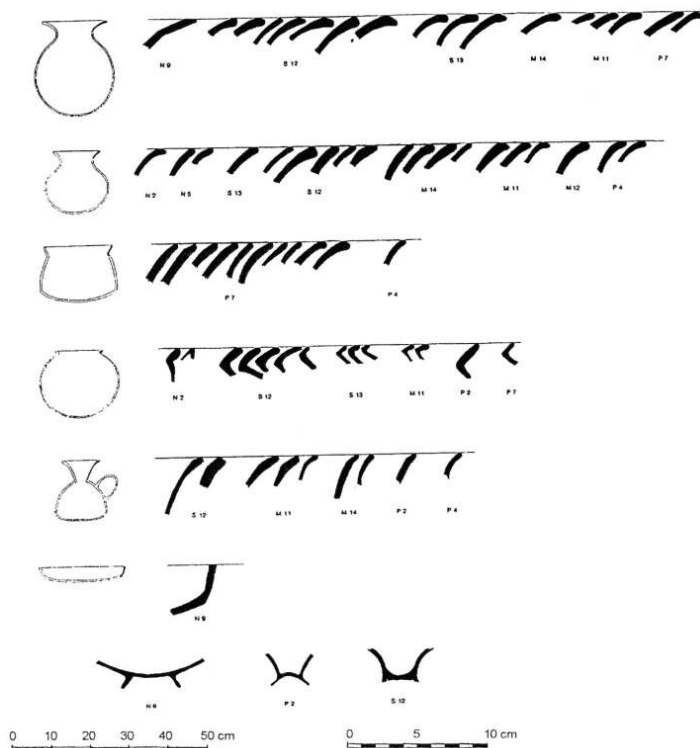 N 9 S 12 S 13 M 14 M 11 P 7
N 2 N 5 S 13 S 12 M 14 M 11 M 12 P 4
P 7 P 4
N 2 S 12 S 13 M 11 P 2 P 7
S 12 M 11 M 14 P 2 P 4
N 9
N 9 P 2 S 12
0 10 20 30 40 50 cm 0 5 10 cm